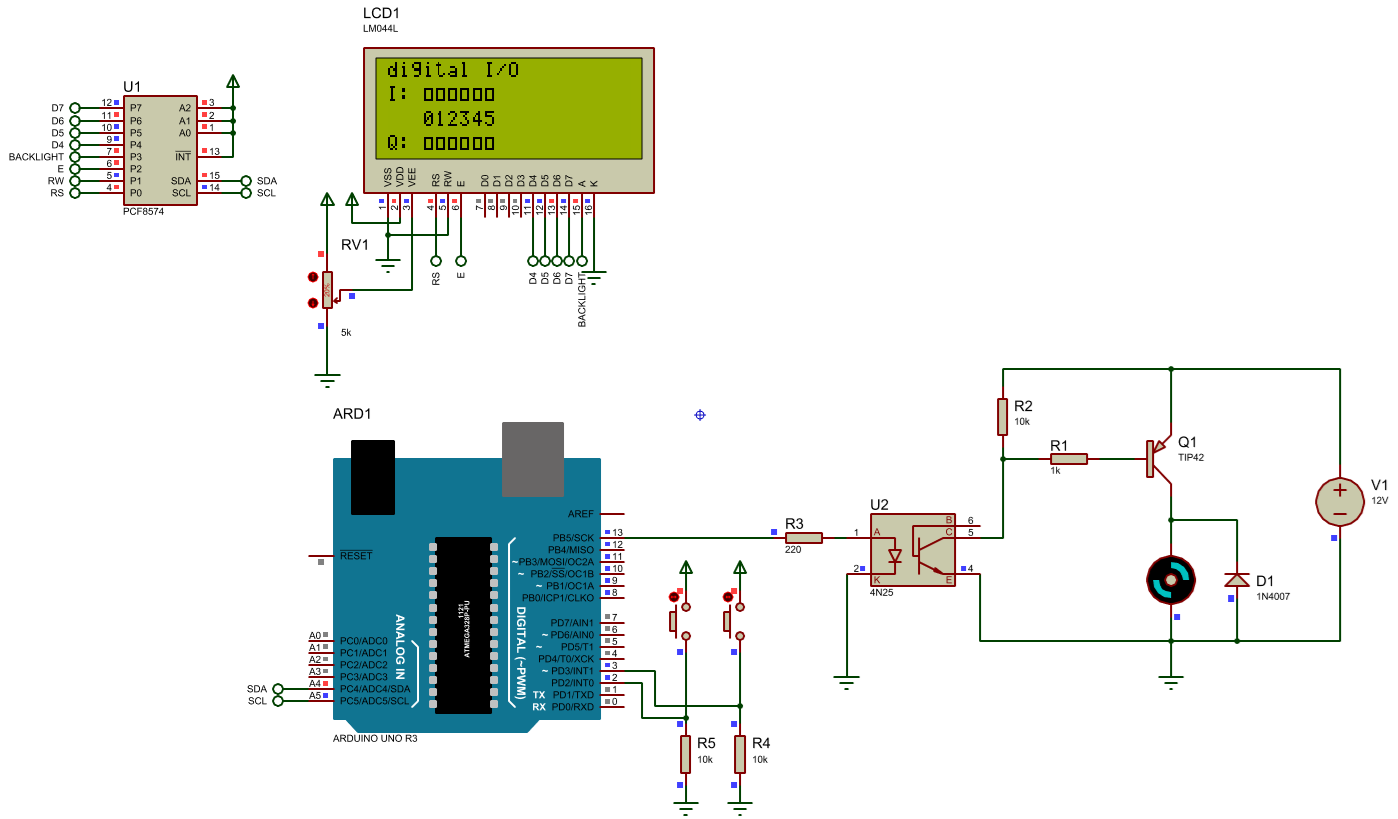 LCD1
LM044L
digital I/O
I: 000000
012345
Q: 000000
VSS VDD VEE RS RW E D0 D1 D2 D3 D4 D5 D6 D7 A K
1 2 3 4 5 6 7 8 9 10 11 12 13 14 15 16
RS E D4 D5 D6 D7 BACKLIGHT
U1
D7 12 P7 A2 3
D6 11 P6 A1 2
D5 10 P5 A0 1
D4 9 P4
BACKLIGHT 7 P3 INT 13
E 6 P2
RW 5 P1 SDA 15 SDA
RS 4 P0 SCL 14 SCL
PCF8574
RV1
20%
5k
ARD1
AREF
PB5/SCK 13
PB4/MISO 12
~PB3/MOSI/OC2A 11
~ PB2/SS/OC1B 10
~ PB1/OC1A 9
PB0/ICP1/CLKO 8
RESET
1121
ATMEGA328P-PU
ANALOG IN
DIGITAL (~PWM)
PD7/AIN1 7
~ PD6/AIN0 6
~ PD5/T1 5
PD4/T0/XCK 4
~ PD3/INT1 3
PD2/INT0 2
TX PD1/TXD 1
RX PD0/RXD 0
A0 PC0/ADC0
A1 PC1/ADC1
A2 PC2/ADC2
A3 PC3/ADC3
SDA A4 PC4/ADC4/SDA
SCL A5 PC5/ADC5/SCL
ARDUINO UNO R3
R5
10k
R4
10k
R3
220
U2
1 A B 6
C 5
2 K E 4
4N25
R2
10k
R1
1k
Q1
TIP42
V1
12V
D1
1N4007